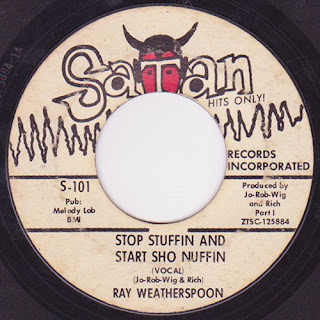 Satan
HITS ONLY!
RECORDS
INCORPORATED
S-101
Pub:
Melody Lab
BMI
Produced by
Jo-Rob-Wig
and Rich
Part I
ZTSC-125884
STOP STUFFIN AND
START SHO NUFFIN
(VOCAL)
(Jo-Rob-Wig & Rich)
RAY WEATHERSPOON